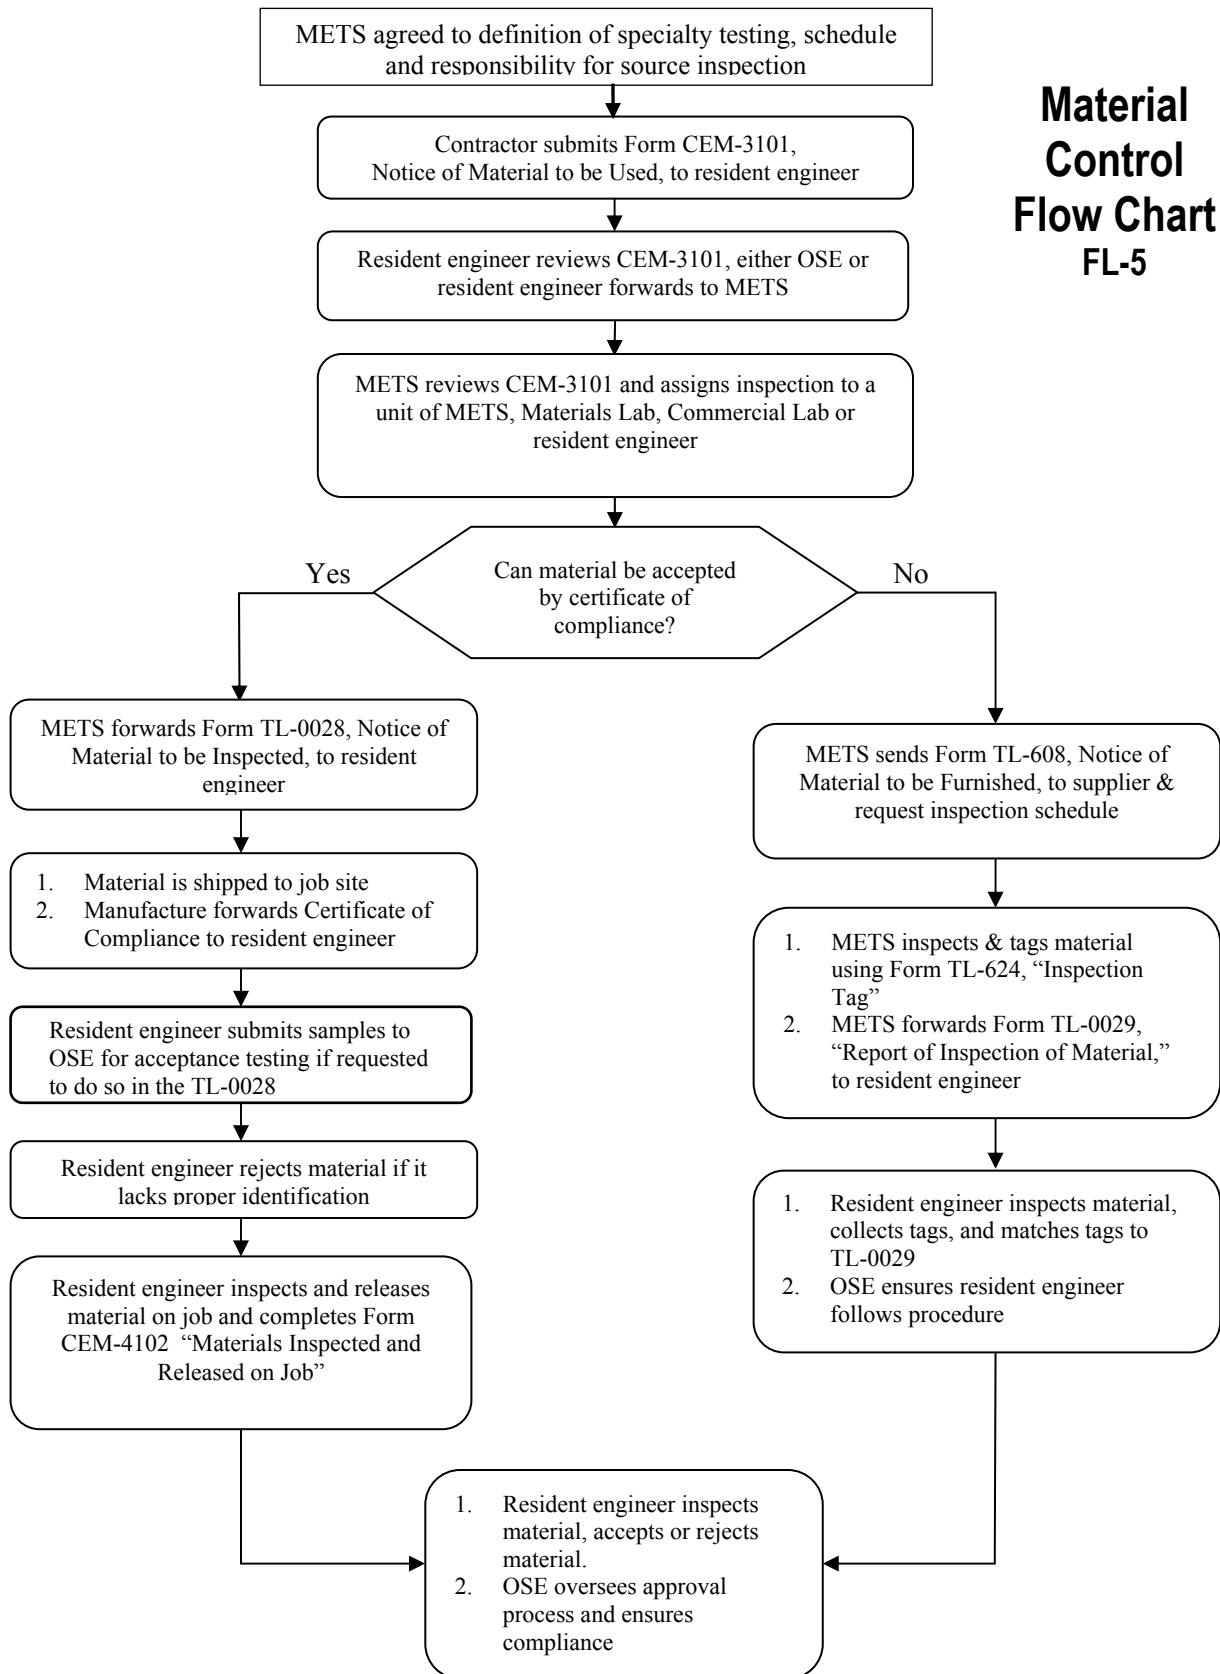 METS agreed to definition of specialty testing, schedule
and responsibility for source inspection
Material
Control
Flow Chart
FL-5
Contractor submits Form CEM-3101,
Notice of Material to be Used, to resident engineer
Resident engineer reviews CEM-3101, either OSE or
resident engineer forwards to METS
METS reviews CEM-3101 and assigns inspection to a
unit of METS, Materials Lab, Commercial Lab or
resident engineer
Can material be accepted
by certificate of
compliance?
Yes
No
METS forwards Form TL-0028, Notice of
Material to be Inspected, to resident
engineer
1. Material is shipped to job site
2. Manufacture forwards Certificate of
Compliance to resident engineer
Resident engineer submits samples to
OSE for acceptance testing if requested
to do so in the TL-0028
Resident engineer rejects material if it
lacks proper identification
Resident engineer inspects and releases
material on job and completes Form
CEM-4102 “Materials Inspected and
Released on Job”
METS sends Form TL-608, Notice of
Material to be Furnished, to supplier &
request inspection schedule
1. METS inspects & tags material
using Form TL-624, “Inspection
Tag”
2. METS forwards Form TL-0029,
“Report of Inspection of Material,”
to resident engineer
1. Resident engineer inspects material,
collects tags, and matches tags to
TL-0029
2. OSE ensures resident engineer
follows procedure
1. Resident engineer inspects
material, accepts or rejects
material.
2. OSE oversees approval
process and ensures
compliance